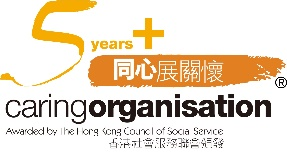 5 years +
同心展關懷
®
caringorganisation
Awarded by The Hong Kong Council of Social Service
香港社會服務聯會頒發